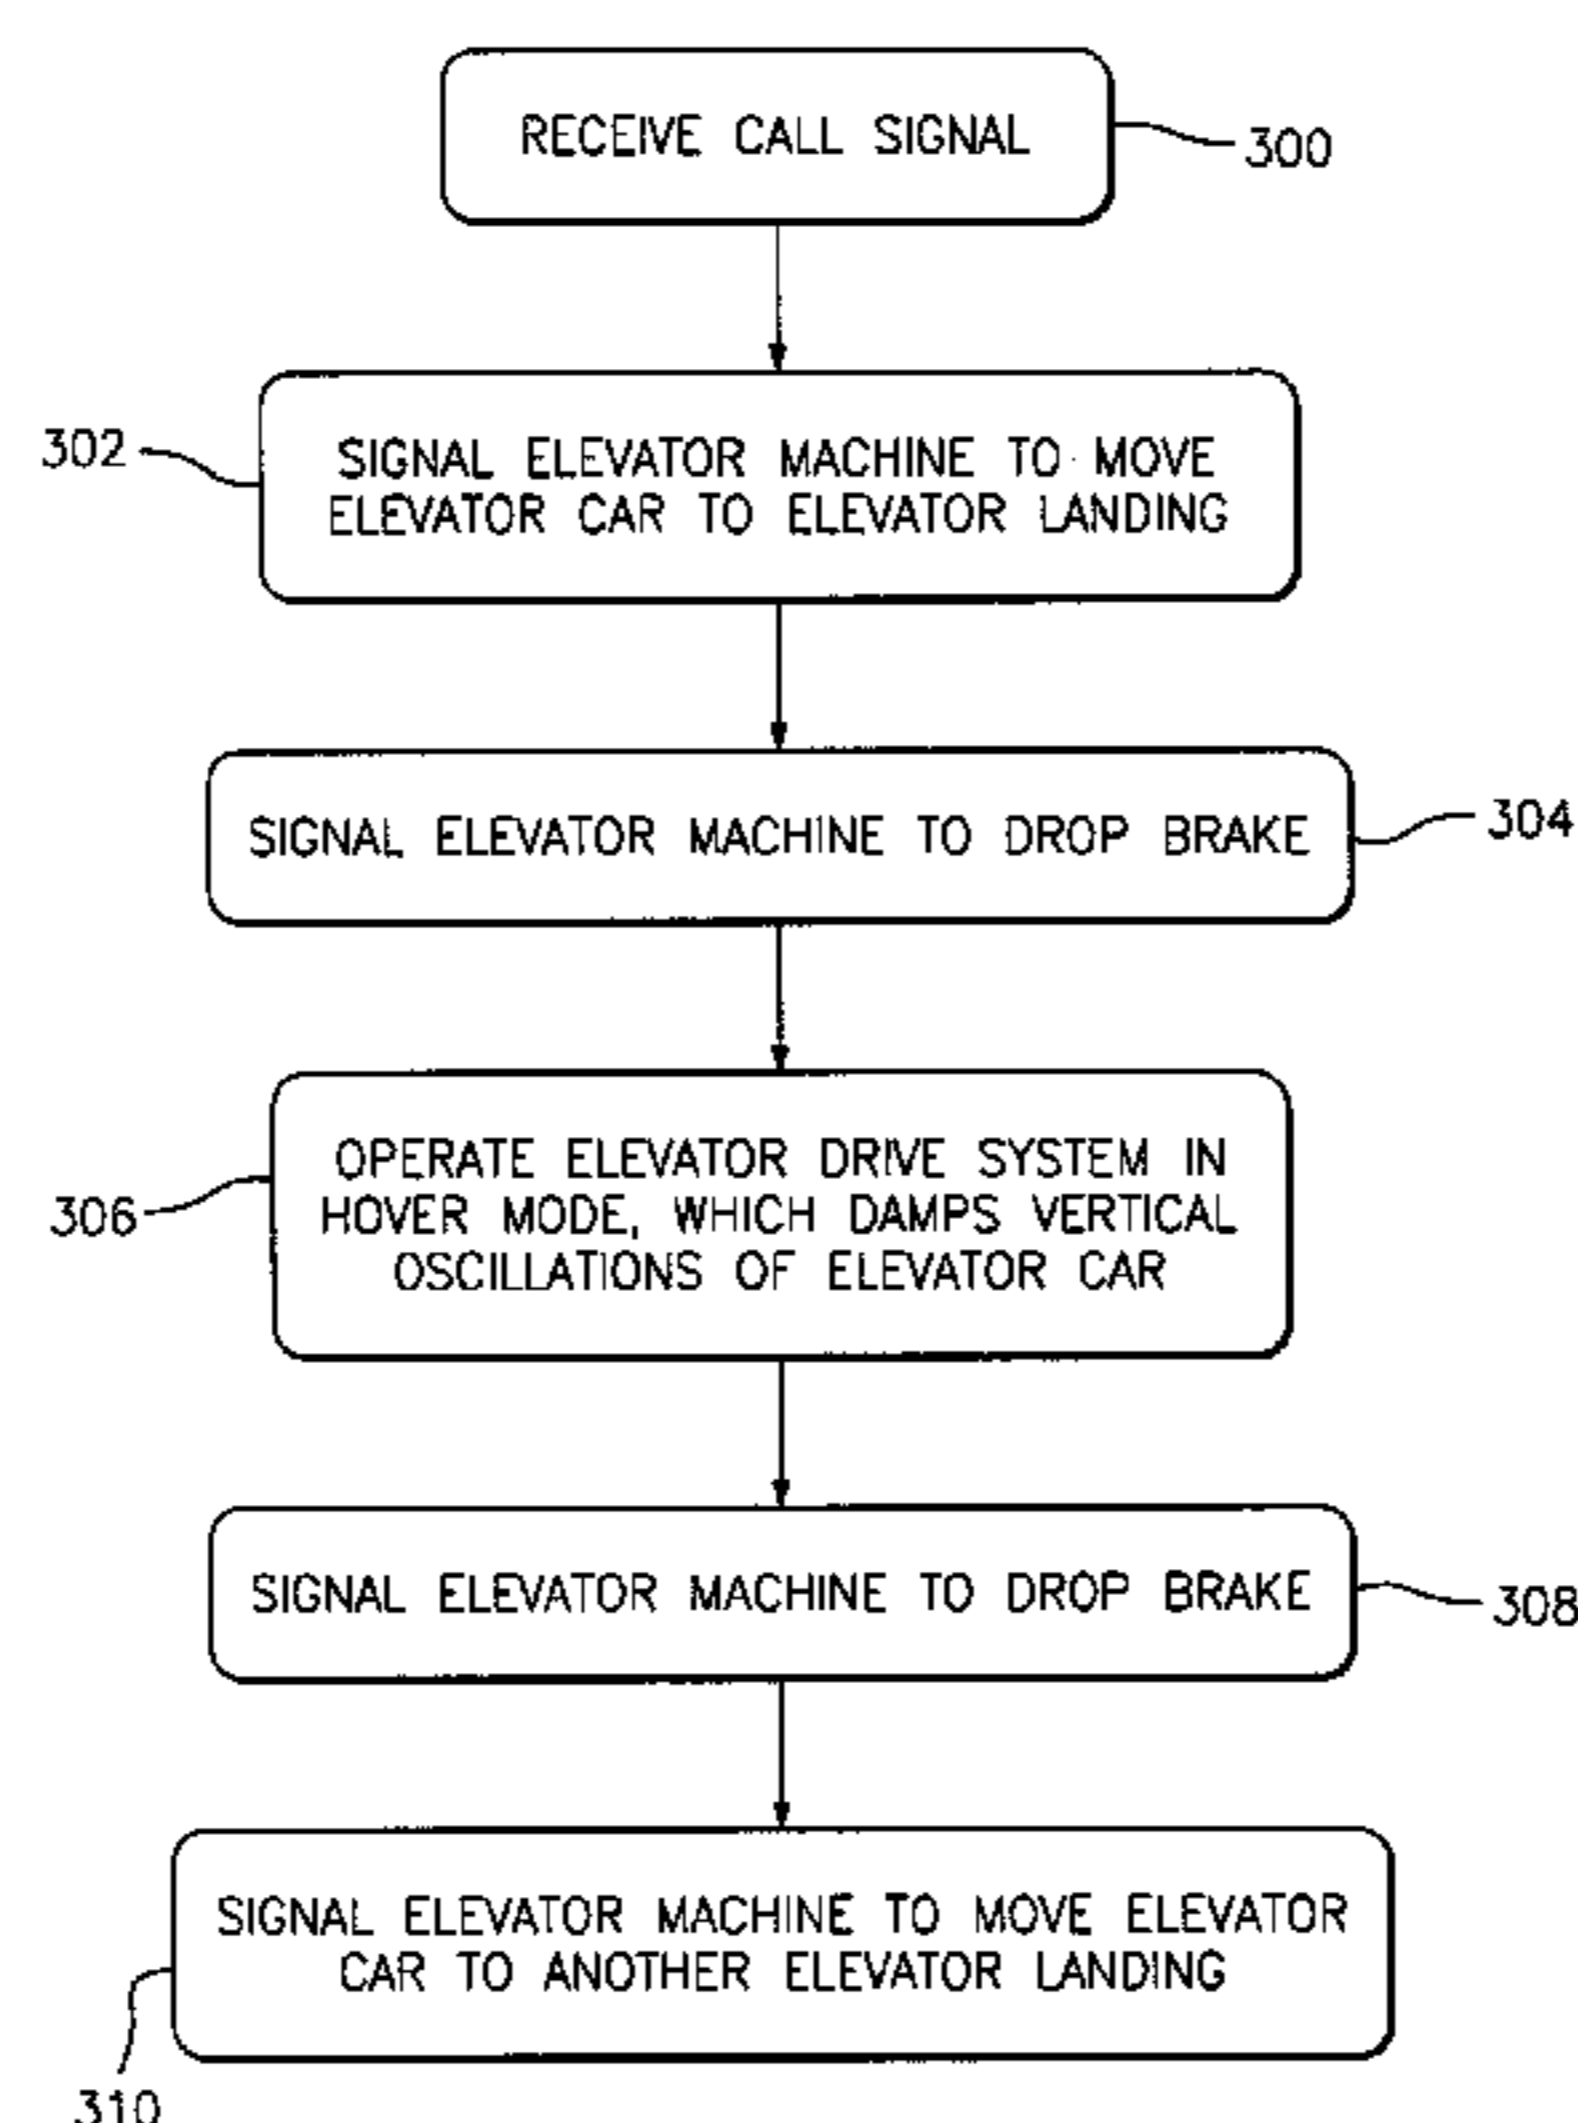 RECEIVE CALL SIGNAL
300
302
SIGNAL ELEVATOR MACHINE TO MOVE
ELEVATOR CAR TO ELEVATOR LANDING
SIGNAL ELEVATOR MACHINE TO DROP BRAKE
304
OPERATE ELEVATOR DRIVE SYSTEM IN
HOVER MODE, WHICH DAMPS VERTICAL
OSCILLATIONS OF ELEVATOR CAR
306
SIGNAL ELEVATOR MACHINE TO DROP BRAKE
308
SIGNAL ELEVATOR MACHINE TO MOVE ELEVATOR
CAR TO ANOTHER ELEVATOR LANDING
310